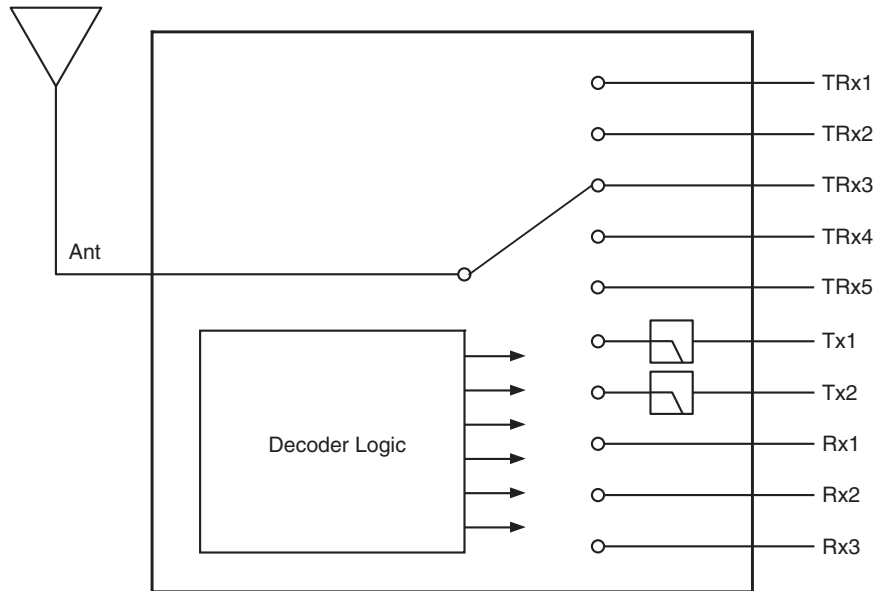 TRx1
TRx2
TRx3
TRx4
Ant
TRx5
Tx1
Tx2
Decoder Logic
Rx1
Rx2
Rx3